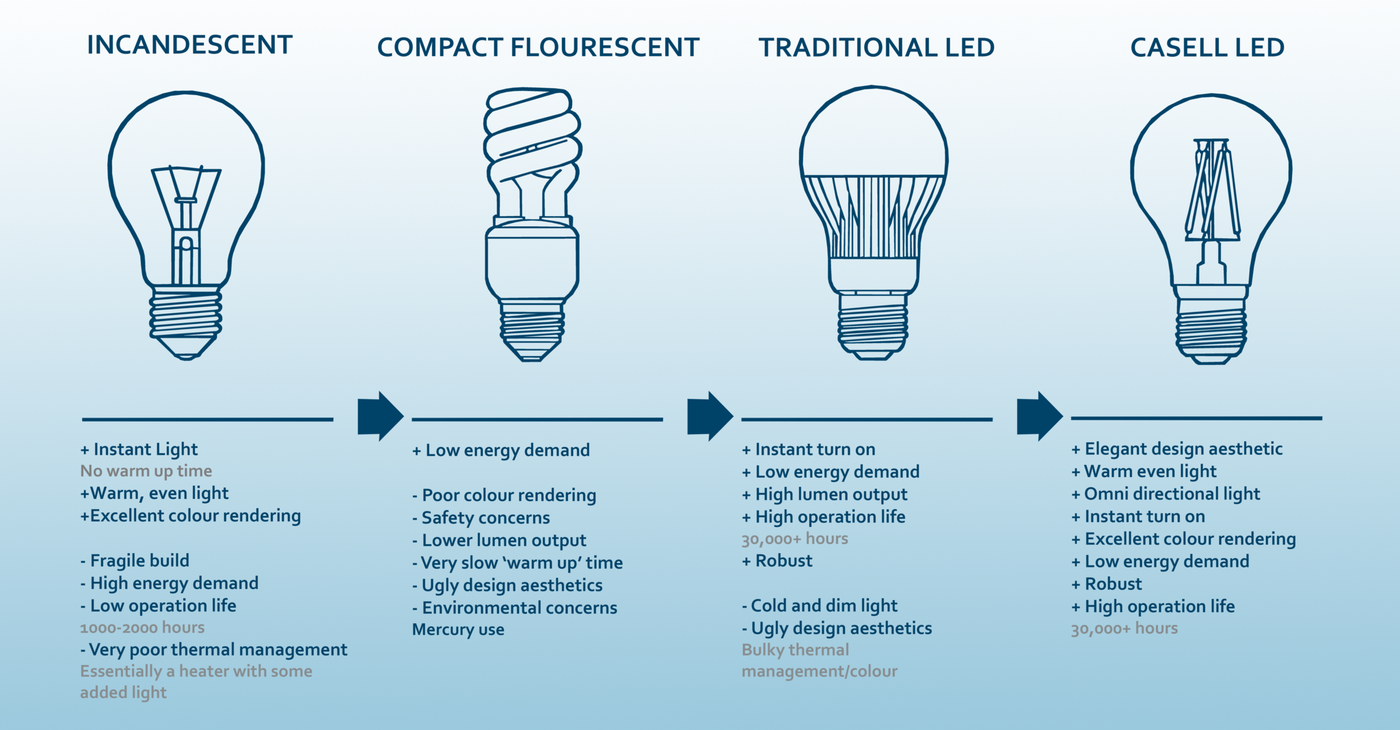 INCANDESCENT
COMPACT FLOURESCENT
TRADITIONAL LED
CASELL LED
+ Instant Light
No warm up time
+Warm, even light
+Excellent colour rendering
- Fragile build
- High energy demand
- Low operation life
1000-2000 hours
- Very poor thermal management
Essentially a heater with some
added light
+ Low energy demand
- Poor colour rendering
- Safety concerns
- Lower lumen output
- Very slow ‘warm up’ time
- Ugly design aesthetics
- Environmental concerns
Mercury use
+ Instant turn on
+ Low energy demand
+ High lumen output
+ High operation life
30,000+ hours
+ Robust
- Cold and dim light
- Ugly design aesthetics
Bulky thermal
management/colour
+ Elegant design aesthetic
+ Warm even light
+ Omni directional light
+ Instant turn on
+ Excellent colour rendering
+ Low energy demand
+ Robust
+ High operation life
30,000+ hours